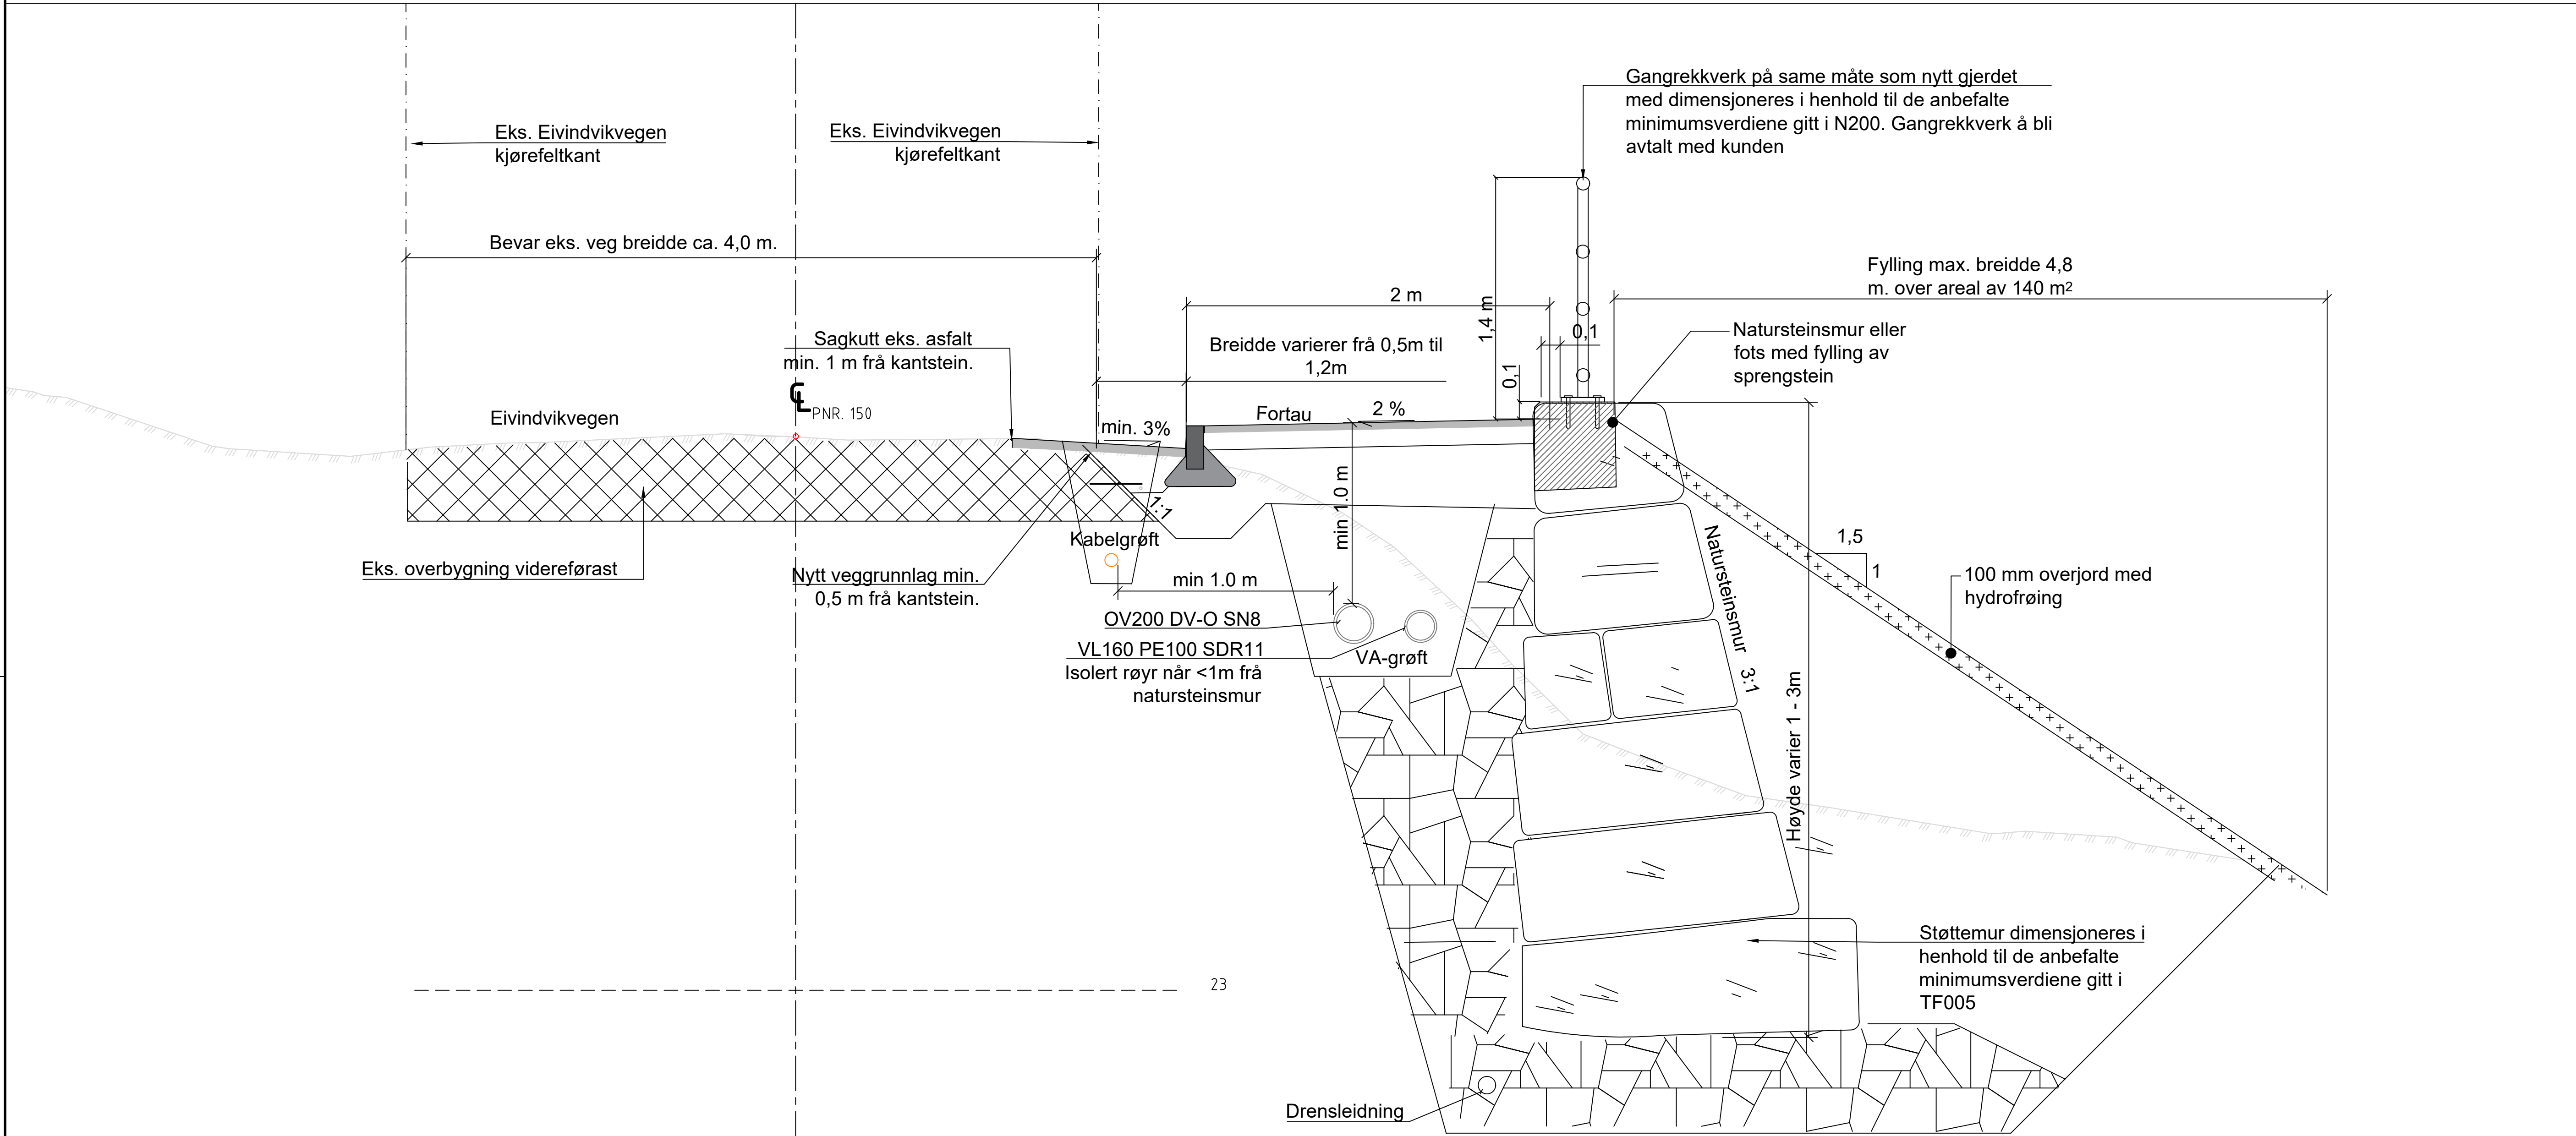 Gangrekkverk på same måte som nytt gjerdet
med dimensjoneres i henhold til de anbefalte
minimumsverdiene gitt i N200. Gangrekkverk å bli
avtalt med kunden
Eks. Eivindvikvegen
kjørefeltkant
Eks. Eivindvikvegen
kjørefeltkant
Bevar eks. veg breidde ca. 4,0 m.
Fylling max. breidde 4,8
m. over areal av 140 m2
2 m
1,4 m
0,1
0,1
Natursteinsmur eller
fots med fylling av
sprengstein
Sagkutt eks. asfalt
min. 1 m frå kantstein.
Breidde varierer frå 0,5m til
1,2m
CL
PNR. 150
Eivindvikvegen
min. 3%
Fortau
2 %
min 1.0 m
1:1
Kabelgrøft
Eks. overbygning videreførast
Nytt veggrunnlag min.
0,5 m frå kantstein.
min 1.0 m
OV200 DV-O SN8
VL160 PE100 SDR11
Isolert røyr når <1m frå
natursteinsmur
VA-grøft
Natursteinsmur 3:1
Høyde varier 1 - 3m
1,5
1
100 mm overjord med
hydrofrøing
Støttemur dimensjoneres i
henhold til de anbefalte
minimumsverdiene gitt i
TF005
23
Drensleidning